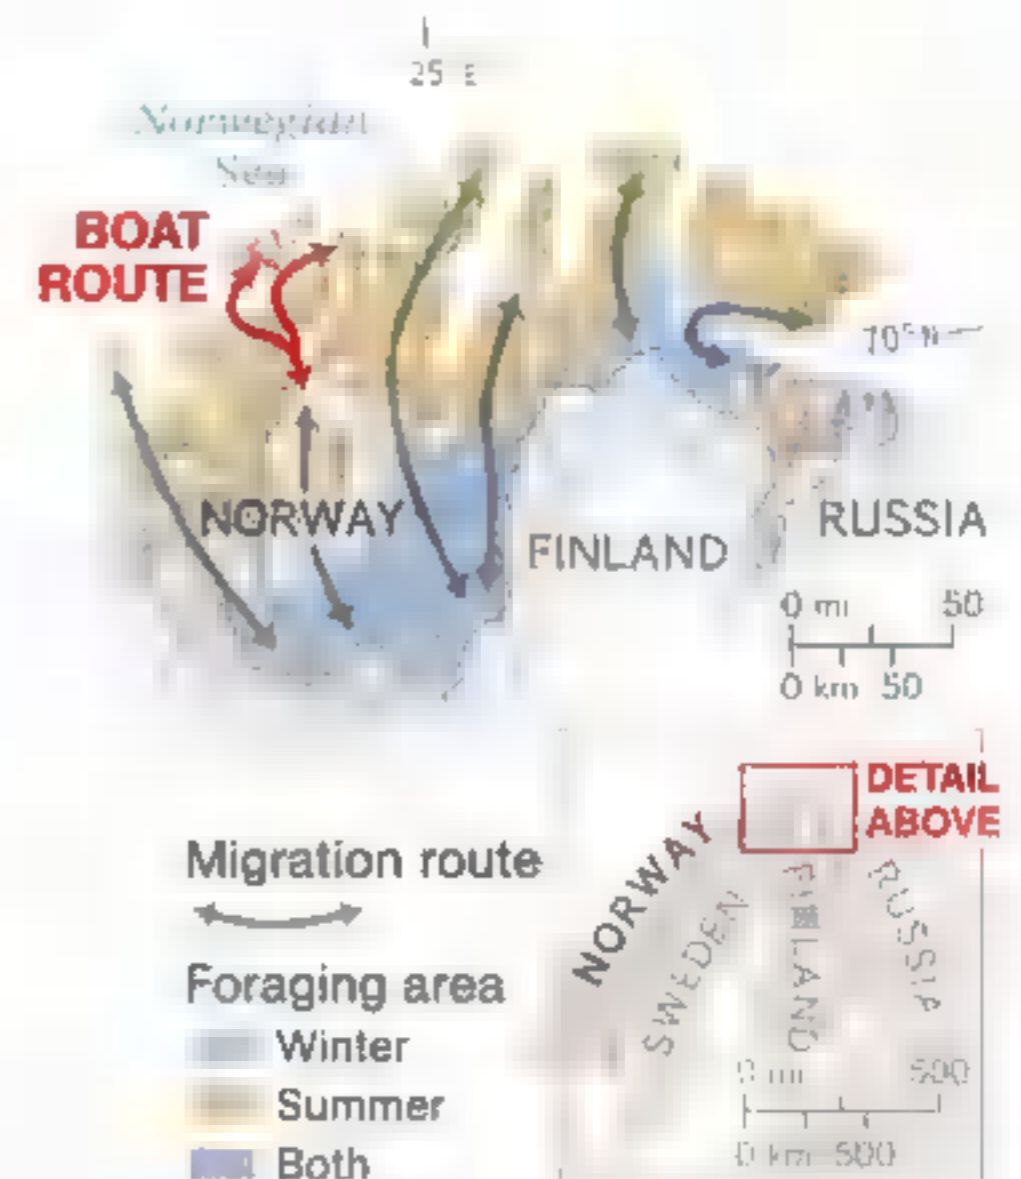 25 E
Norwegian
Sea
BOAT
ROUTE
70° N
NORWAY
FINLAND
RUSSIA
0 mi 50
0 km 50
DETAIL
ABOVE
NORWAY
SWEDEN
FINLAND
RUSSIA
0 mi 500
0 km 500
Migration route
Foraging area
Winter
Summer
Both